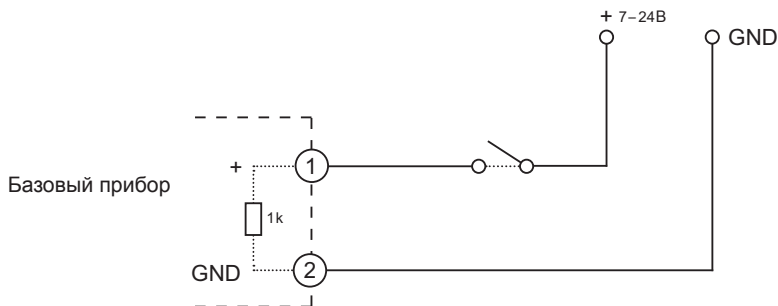 + 7–24В
GND
+
1
Базовый прибор
1k
GND
2